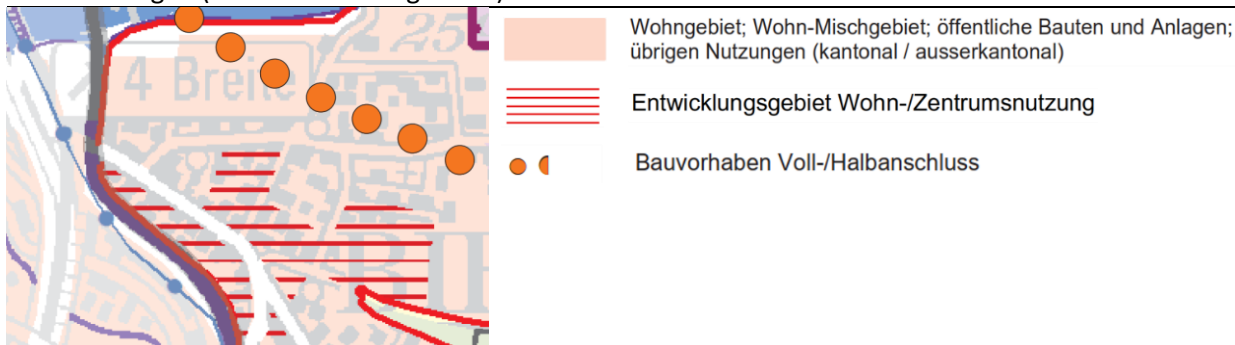 Wohngebiet; Wohn-Mischgebiet; öffentliche Bauten und Anlagen;
übrigen Nutzungen (kantonal / ausserkantonal)
25
4 Breite
Entwicklungsgebiet Wohn-/Zentrumsnutzung
Bauvorhaben Voll-/Halbanschluss